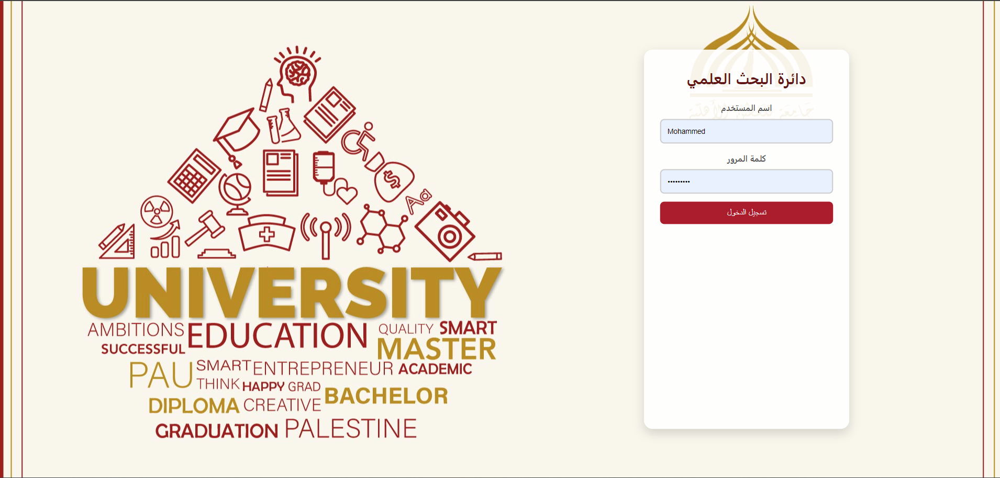 UNIVERSITY
AMBITIONS EDUCATION QUALITY SMART
SUCCESSFUL MASTER
PAU SMART ENTREPRENEUR ACADEMIC
THINK HAPPY GRAD BACHELOR
DIPLOMA CREATIVE
GRADUATION PALESTINE
Ag
دائرة البحث العلمي
اسم المستخدم
Mohammed
كلمة المرور
•••••••••
تسجيل الدخول